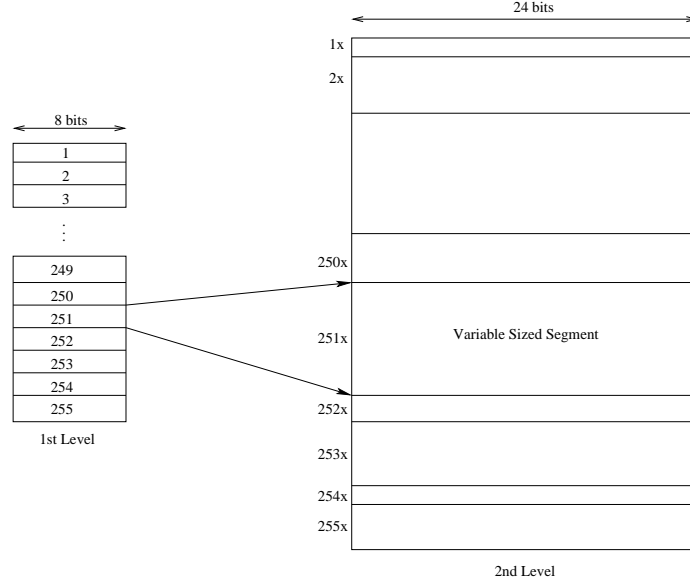 24 bits
1x
2x
8 bits
1
2
3
249
250
251
252
253
254
255
1st Level
250x
251x
Variable Sized Segment
252x
253x
254x
255x
2nd Level